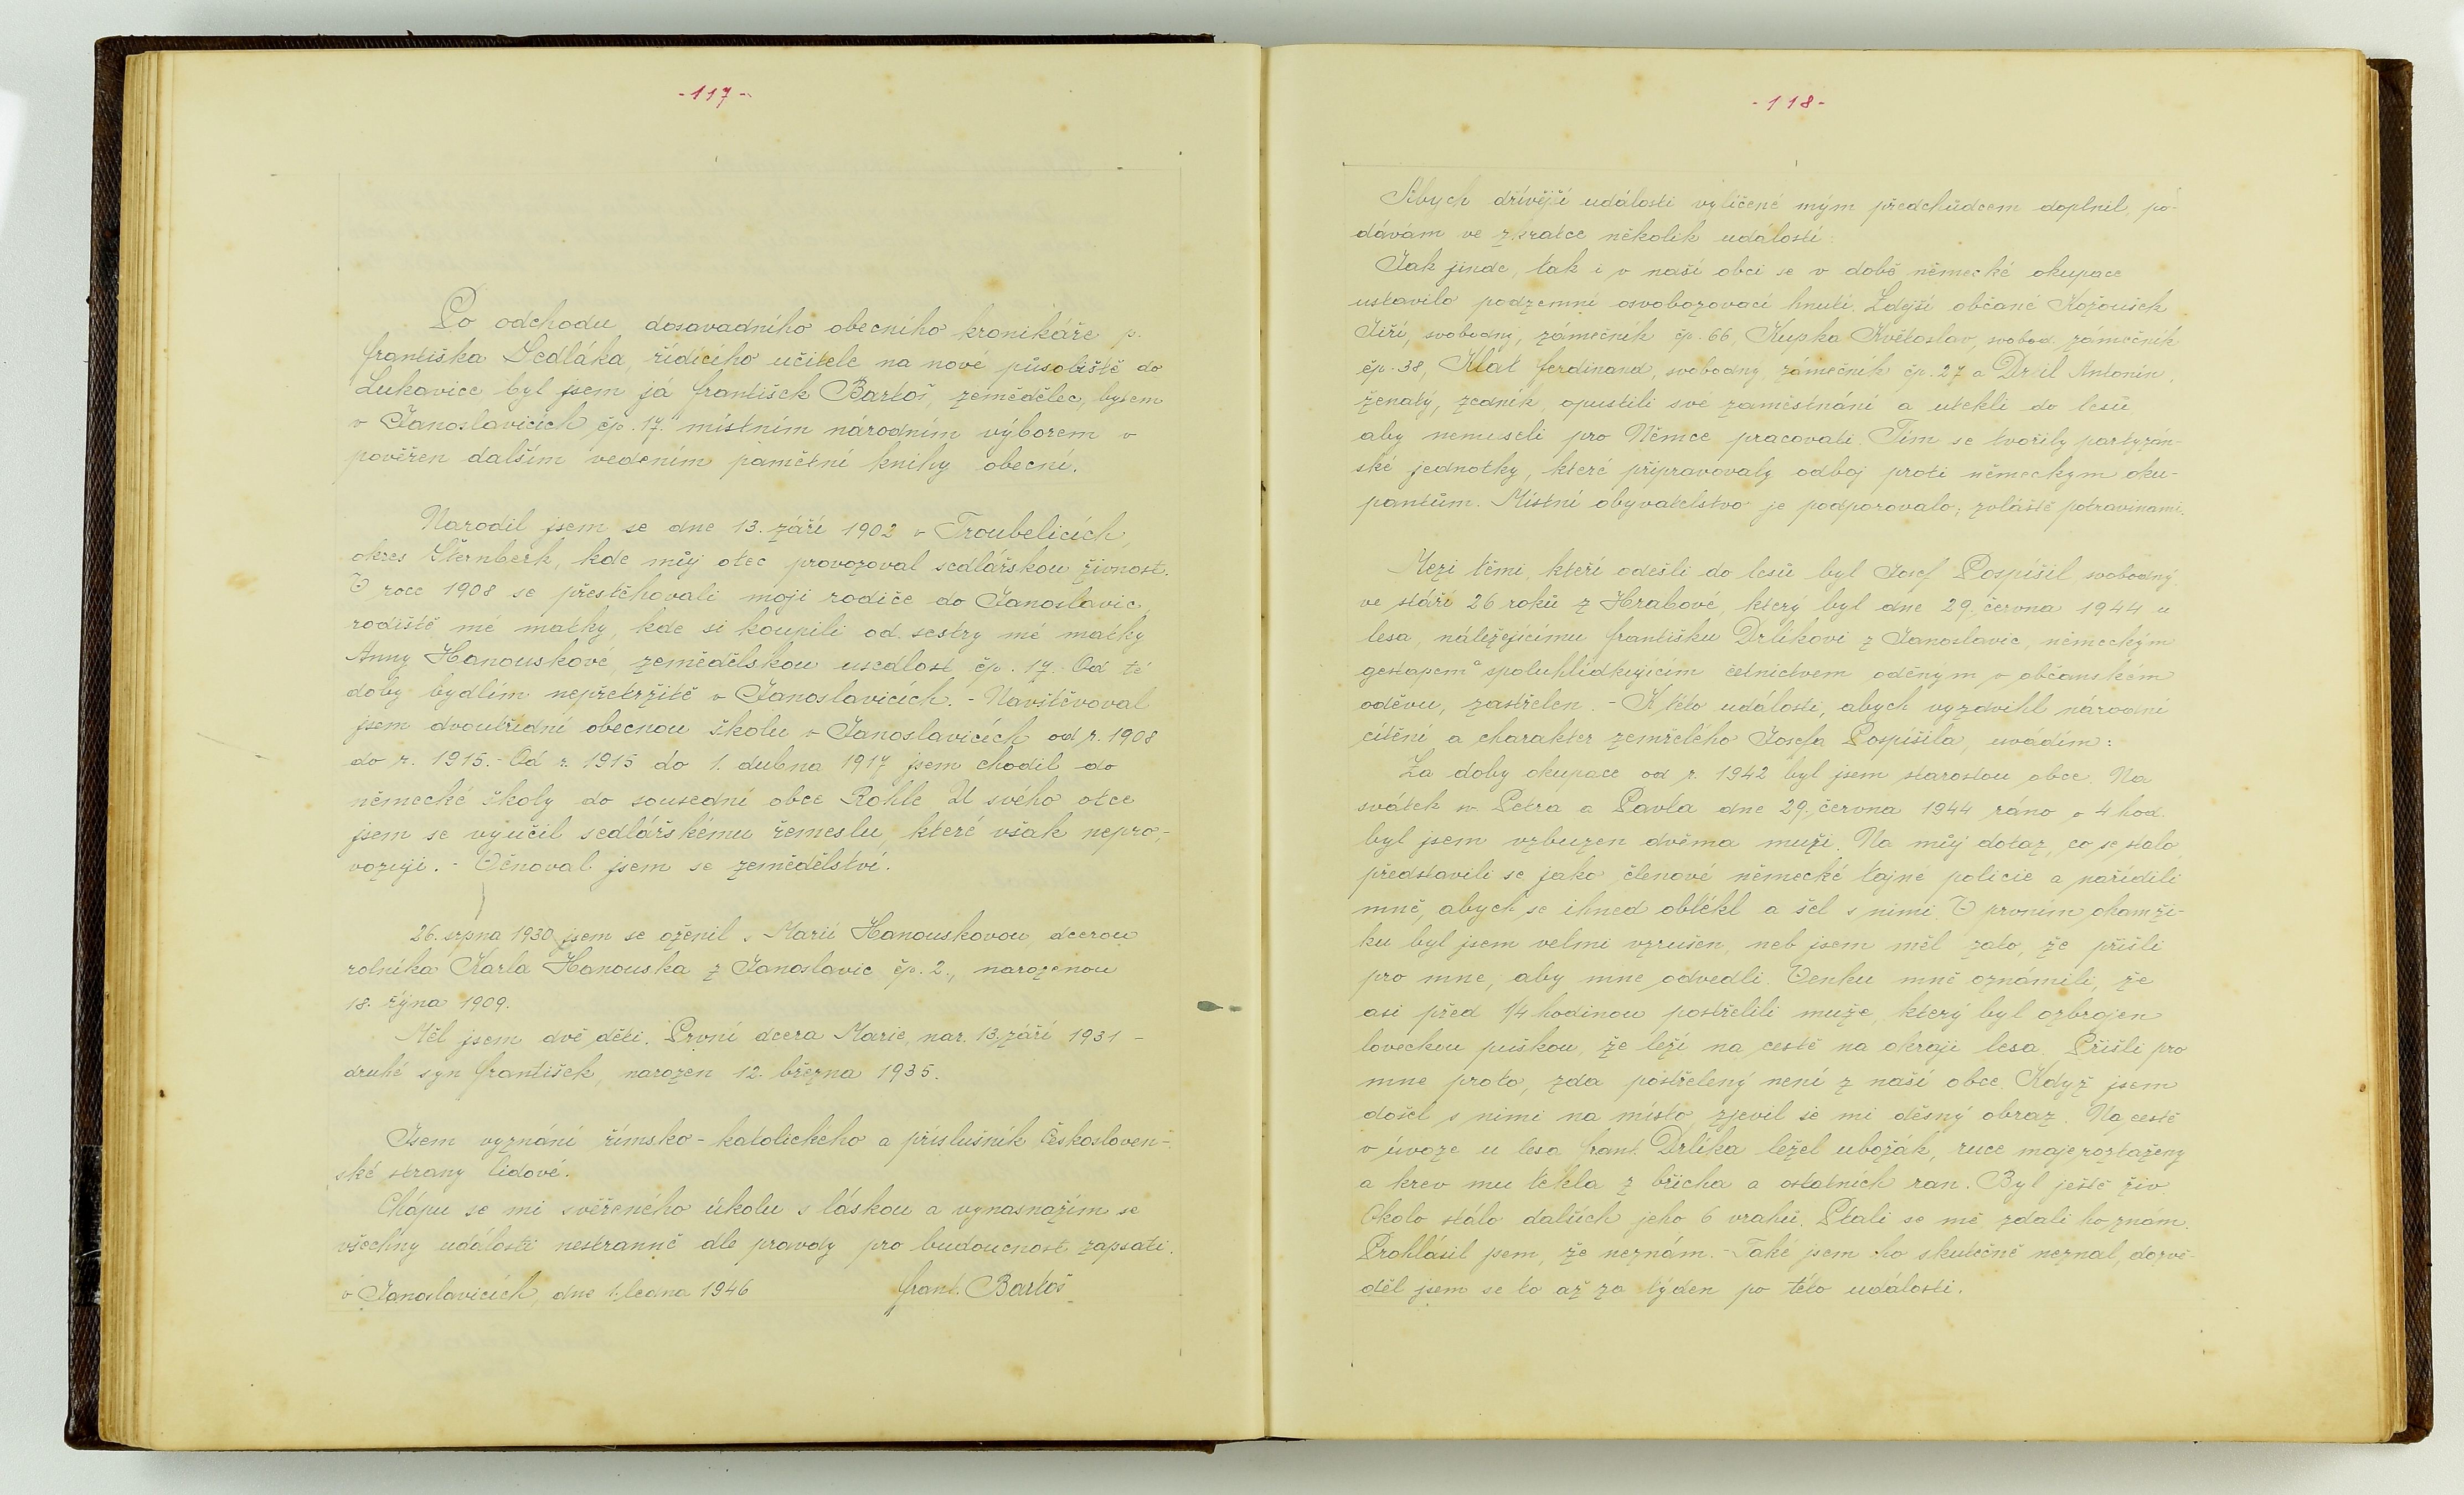 -117-
Po odchodu dosavadního obecního kronikáře p.
Františka Sedláka, řídícího učitele na nové působiště do
Lukavice byl jsem já František Bartoš, zemědělec, bytem
v Janoslavicích, čp. 17. místním národním výborem v
pověřen dalším vedením pamětní knihy obecní.
Narodil jsem se dne 13. září 1902 v Troubelicích,
okres Šternberk, kde můj otec provozoval sedlářskou živnost.
V roce 1908 se přestěhovali moji rodiče do Janoslavic,
rodiště mé matky, kde si koupili od sestry mé matky
Anny Hanouskové, zemědělskou usedlost čp. 17. Od té
doby bydlím nepřetržitě v Janoslavicích. - Navštěvoval
jsem dvoutřídní obecnou školu v Janoslavicích od r. 1908
do r. 1915. - Od r. 1915 do 1. dubna 1917 jsem chodil do
německé školy do sousední obce Rohle. U svého otce
jsem se vyučil sedlářskému řemeslu, které však nepro-
vozuji. - Věnoval jsem se zemědělství.
26. srpna 1930 jsem se oženil s Marií Hanouskovou, dcerou
rolníka Karla Hanouska z Janoslavic čp. 2., narozenou
18. října 1909.
Měl jsem dvě děti. První dcera Marie, nar. 13. září 1931 -
druhé syn František, narozen 12. března 1935.
Jsem vyznání římsko-katolického a příslušník Českosloven-
ské strany lidové.
Chápu se mi svěřeného úkolu s láskou a vynasnažím se
všechny události nestranně dle pravdy pro budoucnost zapsati.
V Janoslavicích, dne 1. ledna 1946 Frant. Bartoš
-118-
Abych dřívější události vylíčené mým předchůdcem doplnil, po-
dávám ve zkratce několik událostí:
Jak jinde, tak i v naší obci se v době německé okupace
ustavilo podzemní osvobozovací hnutí. Zdejší občané Kožoušek
Jiří, svobodný, zámečník čp. 66, Kupka Květoslav, svobod. zámečník
čp. 38, Klát Ferdinand, svobodný, zámečník čp. 27 a Drlil Antonín,
ženatý, zedník, opustili své zaměstnání a utekli do lesů,
aby nemuseli pro Němce pracovati. Tím se tvořily partyzán-
ské jednotky, které připravovaly odboj proti německým oku-
pantům. Místní obyvatelstvo je podporovalo, zvláště potravinami.
Mezi těmi, kteří odešli do lesů byl Josef Pospíšil, svobodný
ve stáří 26 roků z Hrabové, který byl dne 29. června 1944 u
lesa, náležejícímu Františku Drlíkovi z Janoslavic, německým
gestapem a spoluhlídkujícím četnictvem oděným v občanském
oděvu, zastřelen. - K této události, abych vyzdvihl národní
cítění a charakter zemřelého Josefa Pospíšila, uvádím:
Za doby okupace od r. 1942 byl jsem starostou obce. Na
svátek sv. Petra a Pavla dne 29. června 1944 ráno v 4 hod.
byl jsem vzbuzen dvěma muži. Na můj dotaz, co se stalo,
představili se jako členové německé tajné policie a nařídili
mně, abych se ihned oblékl a šel s nimi. V prvním okamži-
ku byl jsem velmi vzrušen, neb jsem měl zato, že přišli
pro mne, aby mne odvedli. Venku mně oznámili, že
asi před 1/4 hodinou postřelili muže, který byl ozbrojen
loveckou puškou, že leží na cestě na okraji lesa. Přišli pro
mne proto, zda postřelený není z naší obce. Když jsem
došel s nimi na místo, zjevil se mi děsný obraz. Na cestě
v úvoze u lesa Frant. Drlíka ležel ubožák, ruce maje roztaženy
a krev mu tekla z břicha a ostatních ran. Byl ještě živ.
Okolo stálo dalších jeho 6 vrahů. Ptali se mě, zdali ho znám.
Prohlásil jsem, že neznám. - Také jsem ho skutečně neznal, dozvě-
děl jsem se to až za týden po této události.